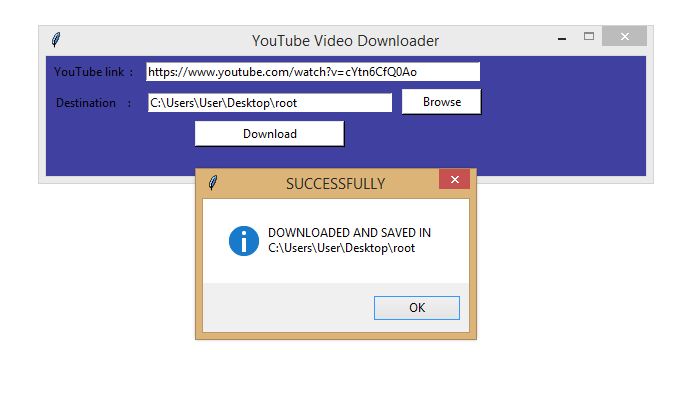 YouTube Video Downloader
YouTube link :
https://www.youtube.com/watch?v=cYtn6CfQ0Ao
Destination :
C:\Users\User\Desktop\root
Browse
Download
SUCCESSFULLY
DOWNLOADED AND SAVED IN
C:\Users\User\Desktop\root
OK